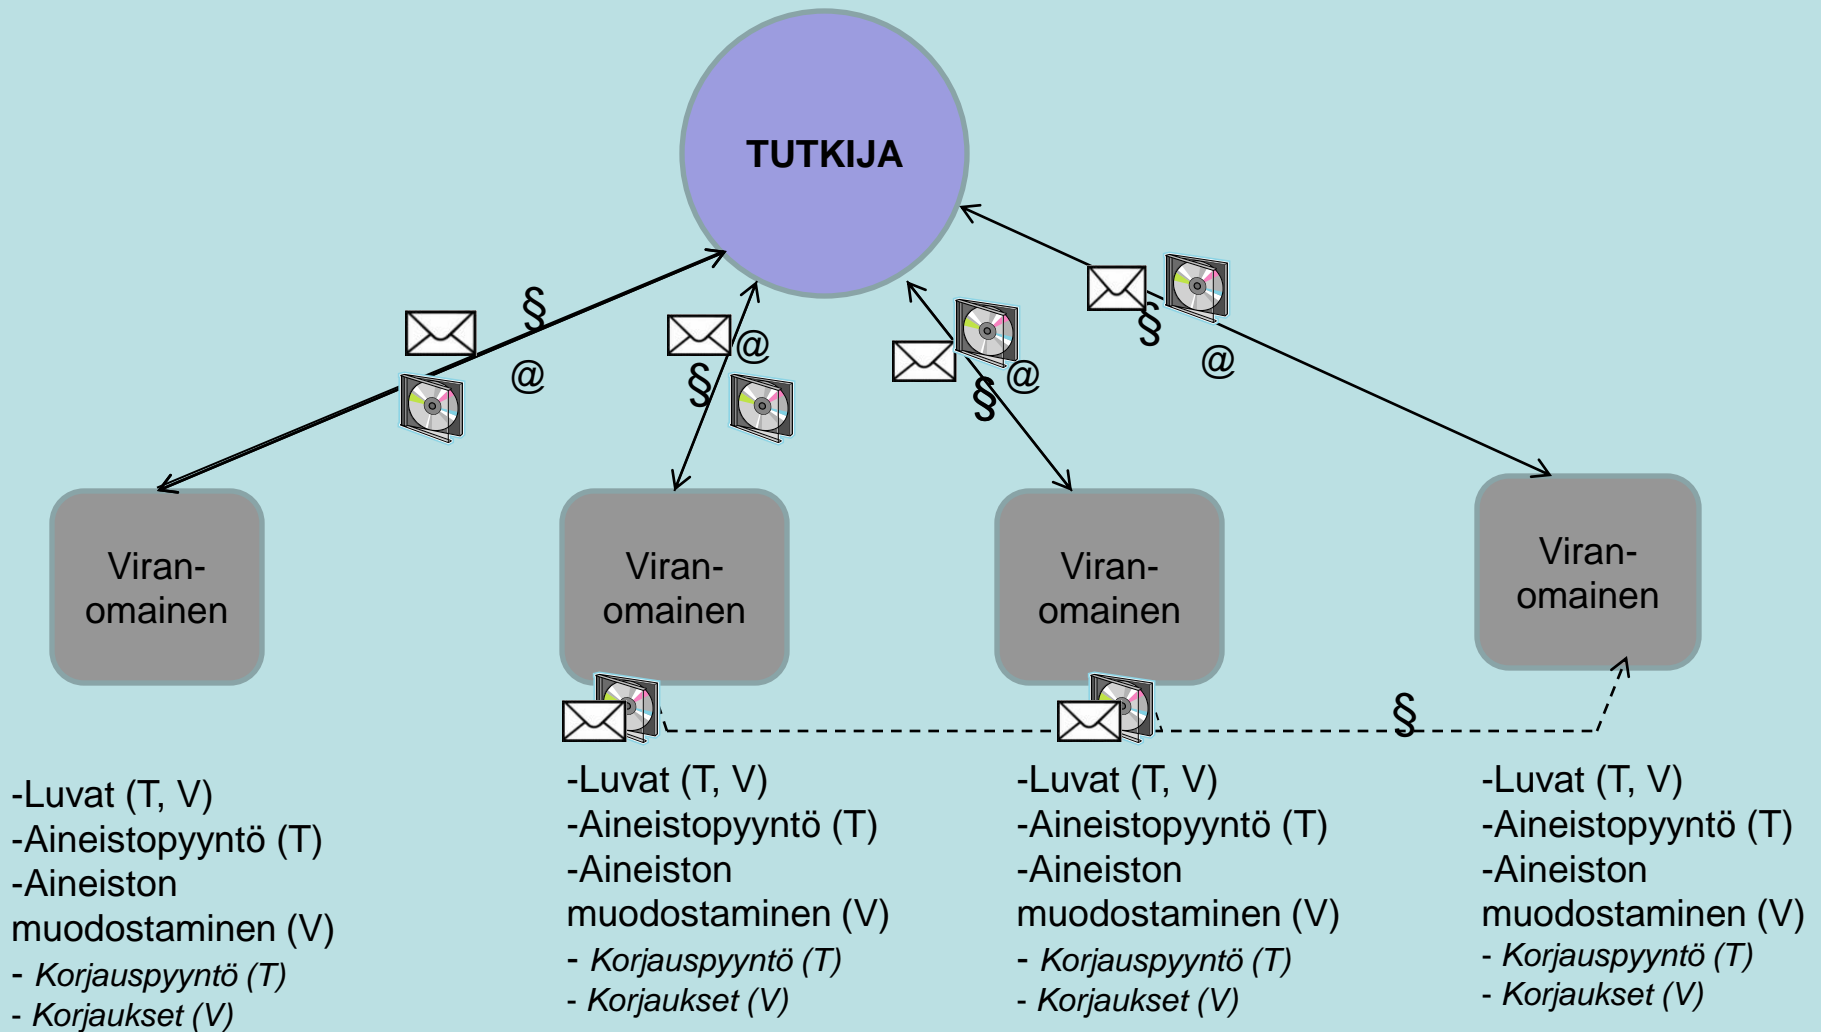 TUTKIJA
§
@
§
@
§
@
§
@
Viran-
omainen
Viran-
omainen
Viran-
omainen
Viran-
omainen
§
-Luvat (T, V)
-Aineistopyyntö (T)
-Aineiston
muodostaminen (V)
- Korjauspyyntö (T)
- Korjaukset (V)
-Luvat (T, V)
-Aineistopyyntö (T)
-Aineiston
muodostaminen (V)
- Korjauspyyntö (T)
- Korjaukset (V)
-Luvat (T, V)
-Aineistopyyntö (T)
-Aineiston
muodostaminen (V)
- Korjauspyyntö (T)
- Korjaukset (V)
-Luvat (T, V)
-Aineistopyyntö (T)
-Aineiston
muodostaminen (V)
- Korjauspyyntö (T)
- Korjaukset (V)